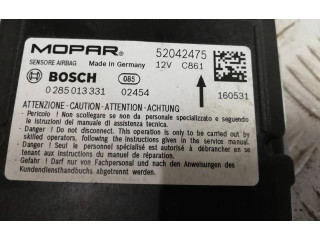 MOPAR 52042475
SENSORE AIRBAG Made in Germany 12V C861
BOSCH 085
0 285 013 331 02454 160531
ATTENZIONE-CAUTION-ATTENTION-ACHTUNG
- Pericolo ! Non scollegare se non da personale specializzato e seguendo
le istruzioni del manuale di assistenza tecnica.
- Danger ! Do not dismount, this operation is only to be carried out by
skilled operators, following the instruction given in the service manual.
- Danger ! Seul le personnel spécialisé est autorisé à débrancher en se
tenant aux instructions du manuel de réparation.
- Gefahr ! Darf nur von Fachpersonal und nach den Anweisungen des
Kundendiensthandbuchs. abgetrennt werden.